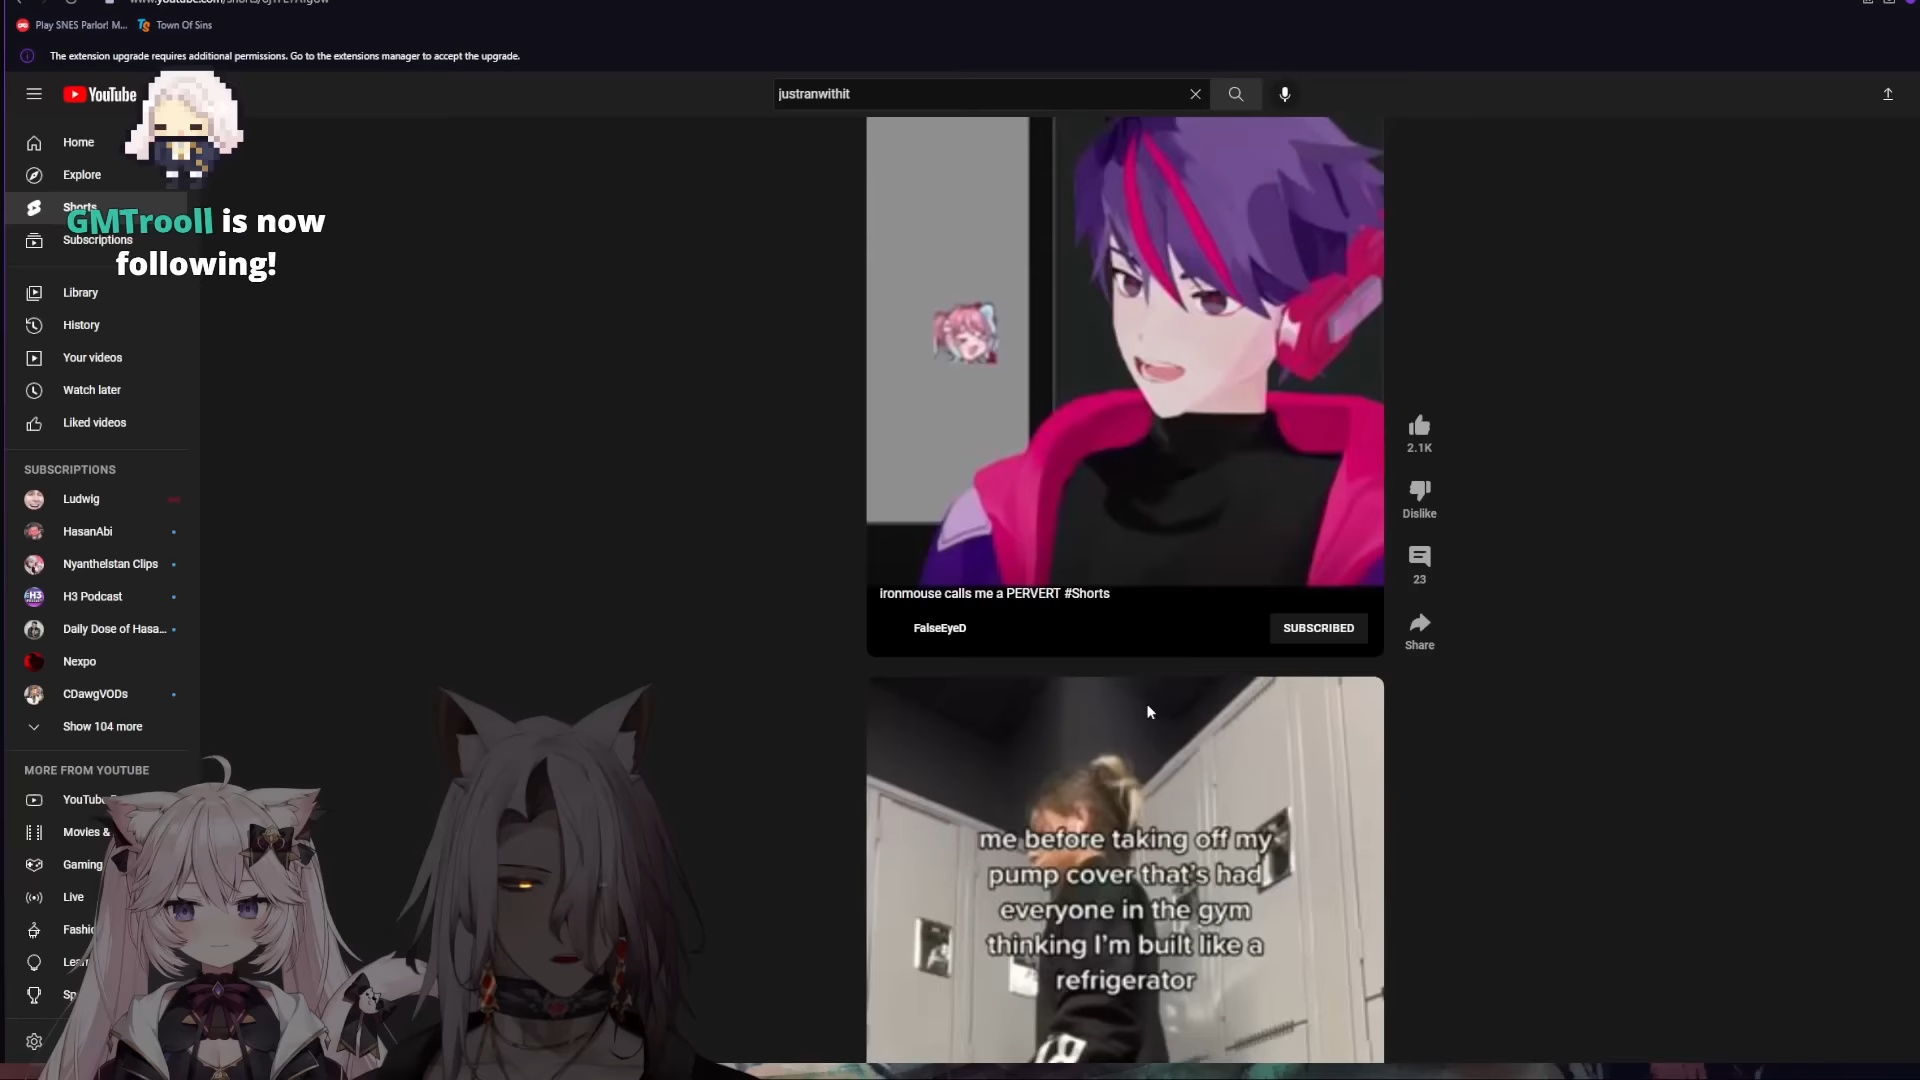 Play SNES Parlor! M...
Town Of Sins
The extension upgrade requires additional permissions. Go to the extensions manager to accept the upgrade.
YouTube
justranwithit
Home
Explore
Shorts
GMTrooll is now
following!
Subscriptions
Library
History
Your videos
Watch later
Liked videos
SUBSCRIPTIONS
Ludwig
HasanAbi
NyantheIstan Clips
H3 Podcast
Daily Dose of Hasa...
Nexpo
CDawgVODs
Show 104 more
MORE FROM YOUTUBE
YouTube
Movies &
Gaming
Live
2.1K
Dislike
23
Share
ironmouse calls me a PERVERT #Shorts
FalseEyeD
SUBSCRIBED
me before taking off my
pump cover that's had
everyone in the gym
thinking I'm built like a
refrigerator